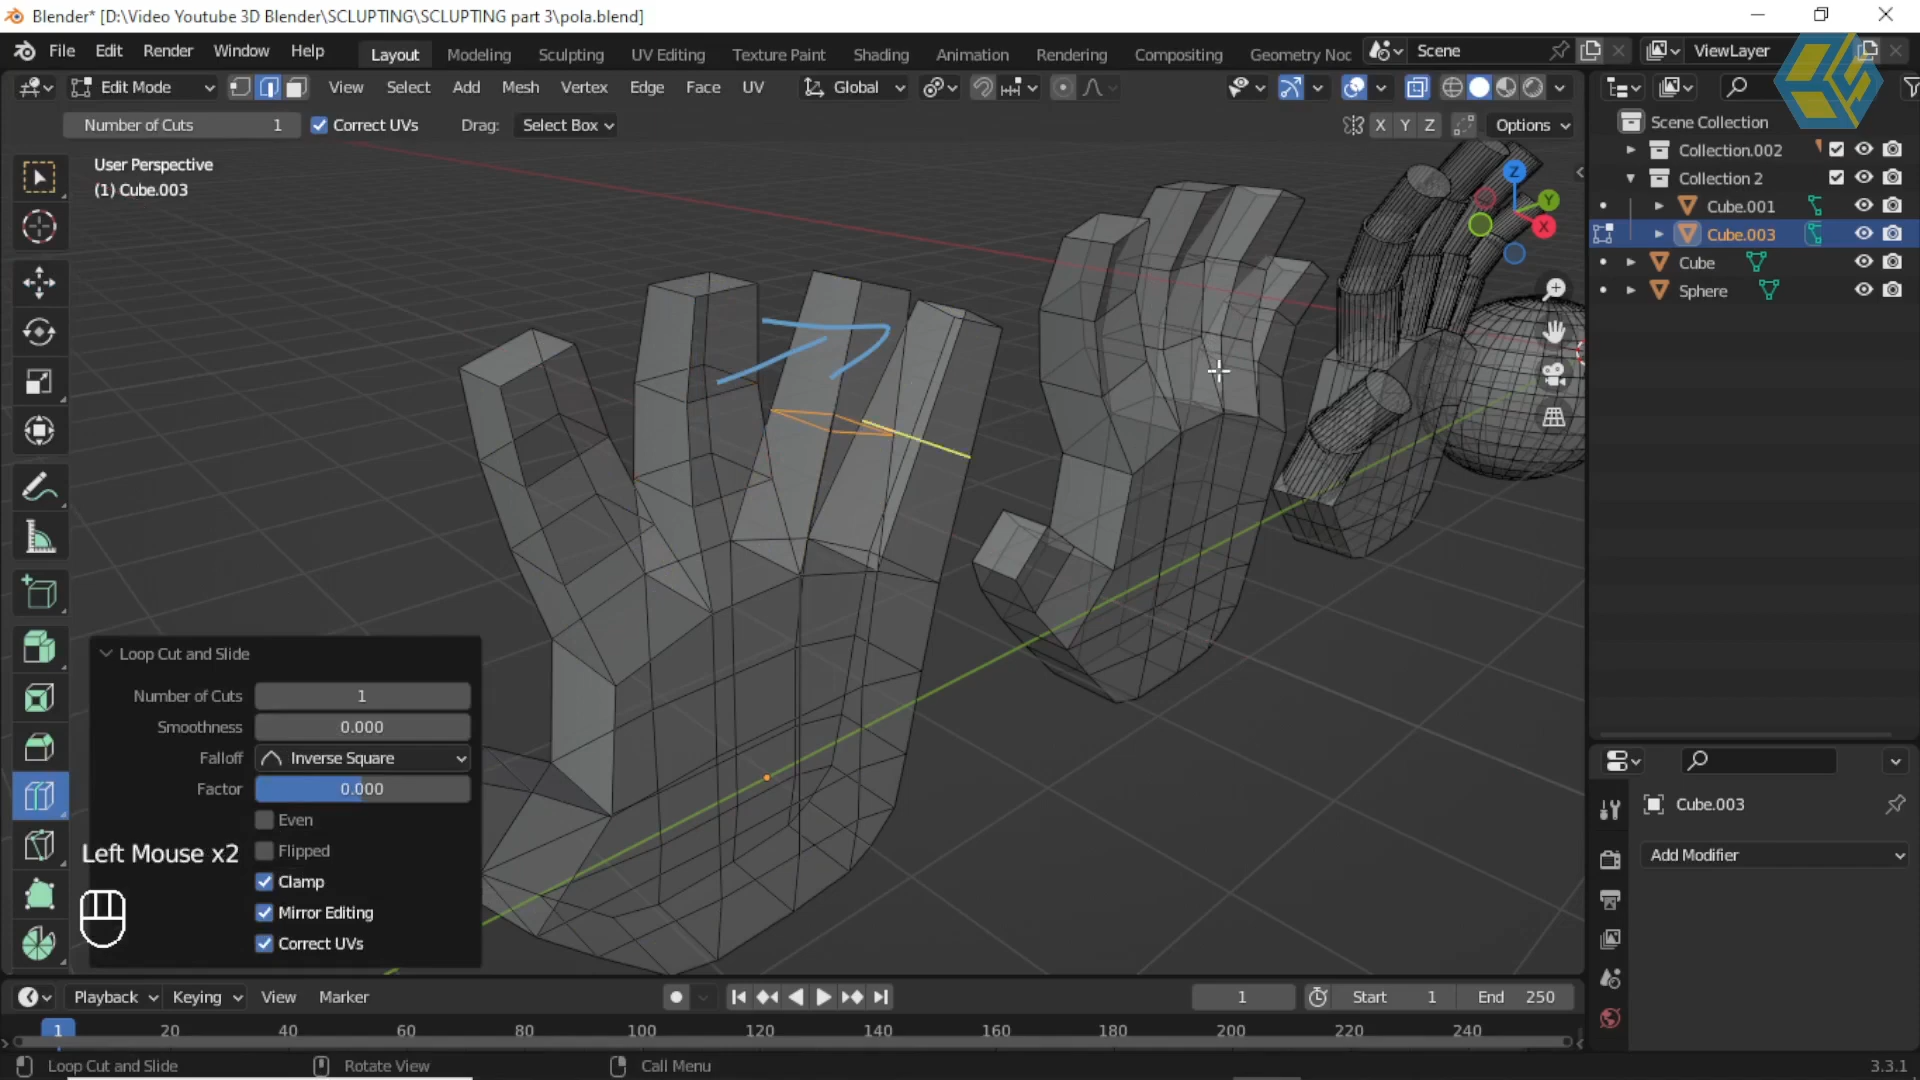 Blender* [D:\Video Youtube 3D Blender\SCLUPTING\SCLUPTING part 3\pola.blend]
File Edit Render Window Help Layout Modeling Sculpting UV Editing Texture Paint Shading Animation Rendering Compositing Geometry Noc Scene ViewLayer
Edit Mode View Select Add Mesh Vertex Edge Face UV Global
Number of Cuts 1 Correct UVs Drag: Select Box X Y Z Options
User Perspective
(1) Cube.003
Z
Y
X
Scene Collection
Collection.002
Collection 2
Cube.001
Cube.003
Cube
Sphere
Loop Cut and Slide
Number of Cuts 1
Smoothness 0.000
Falloff Inverse Square
Factor 0.000
Even
Flipped
Clamp
Mirror Editing
Correct UVs
Left Mouse x2
Cube.003
Add Modifier
Playback Keying View Marker 1 Start 1 End 250
1 20 40 60 80 100 120 140 160 180 200 220 240
Loop Cut and Slide Rotate View Call Menu 3.3.1